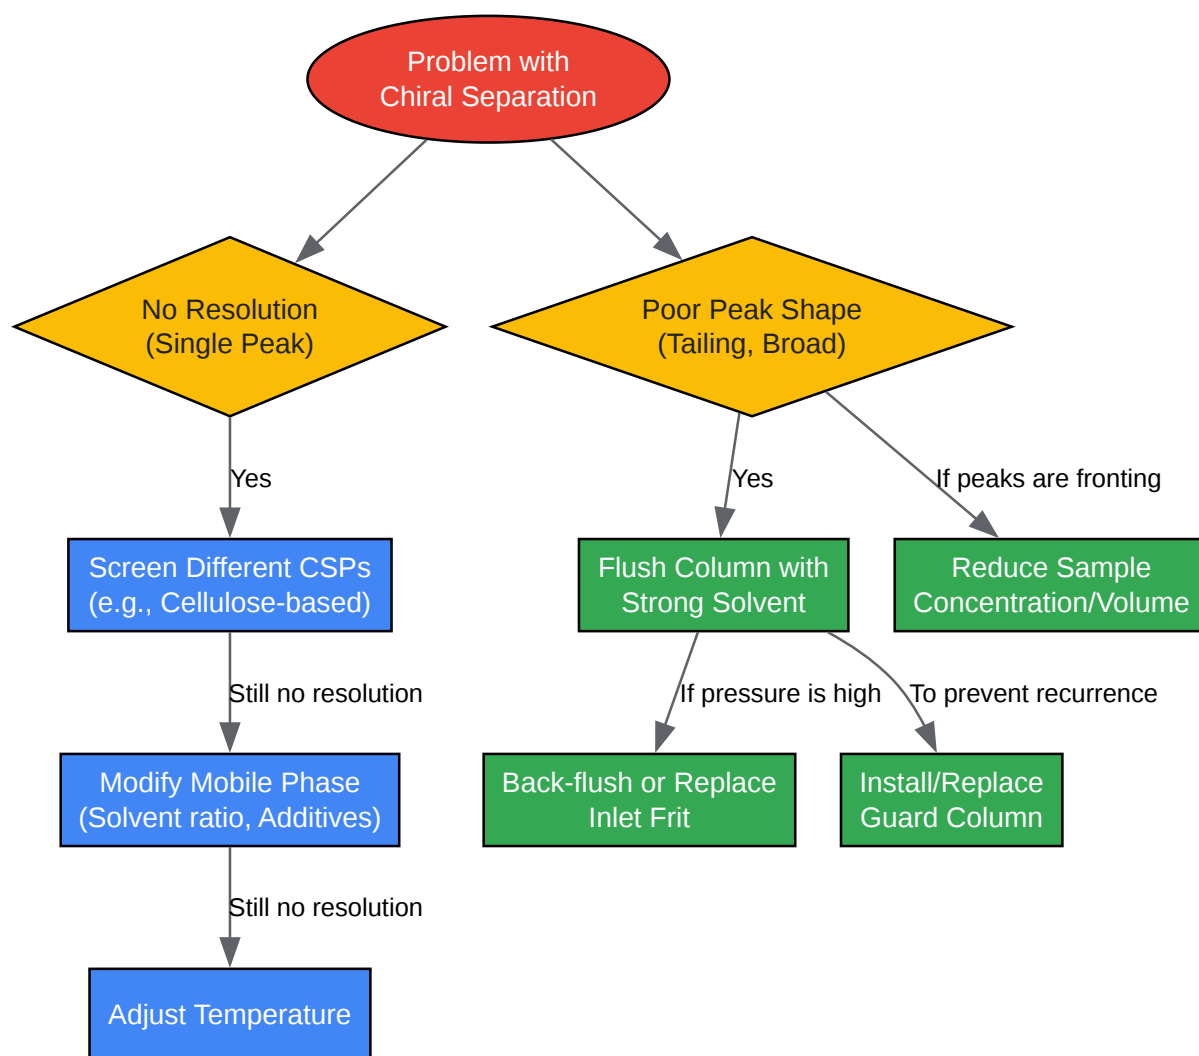 Problem with
Chiral Separation
No Resolution
(Single Peak)
Poor Peak Shape
(Tailing, Broad)
Yes
Yes
If peaks are fronting
Screen Different CSPs
(e.g., Cellulose-based)
Flush Column with
Strong Solvent
Reduce Sample
Concentration/Volume
Still no resolution
If pressure is high
To prevent recurrence
Modify Mobile Phase
(Solvent ratio, Additives)
Back-flush or Replace
Inlet Frit
Install/Replace
Guard Column
Still no resolution
Adjust Temperature